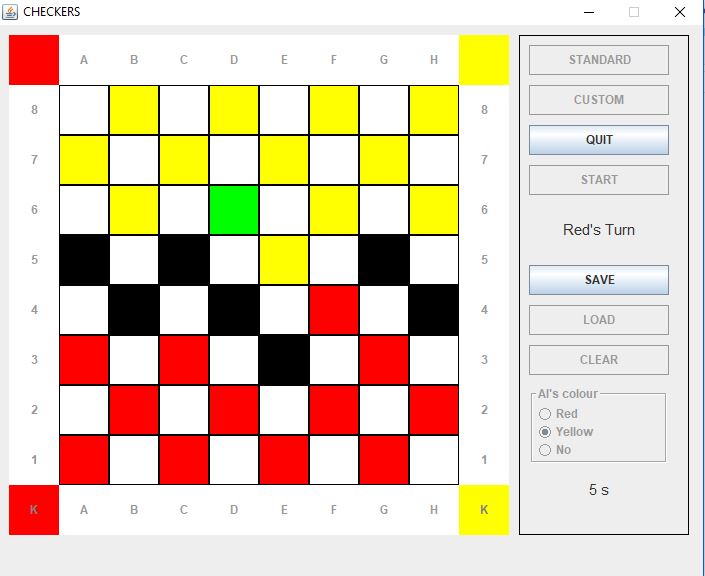 CHECKERS
A B C D E F G H
8 8
7 7
6 6
5 5
4 4
3 3
2 2
1 1
K A B C D E F G H K
STANDARD
CUSTOM
QUIT
START
Red's Turn
SAVE
LOAD
CLEAR
AI's colour
Red
Yellow
No
5 s